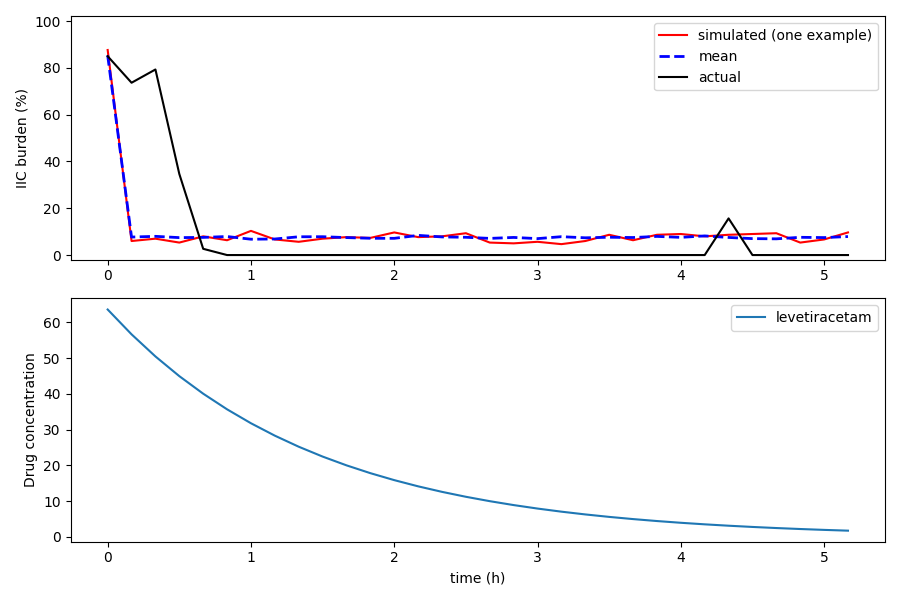 100
80
60
40
20
0
IIC burden (%)
simulated (one example)
mean
actual
0 1 2 3 4 5
60
50
40
30
20
10
0
Drug concentration
levetiracetam
0 1 2 3 4 5
time (h)